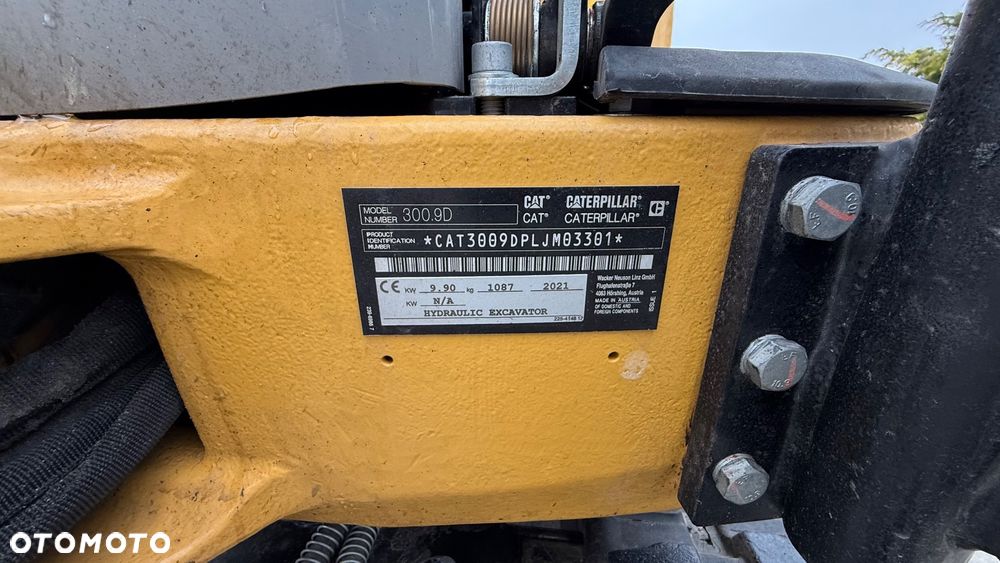 CAT® CATERPILLAR®
MODEL NUMBER 300.9D CAT® CATERPILLAR® C
PRODUCT IDENTIFICATION NUMBER *CAT3009DPLJM03301*
CE KW 9.90 kg 1087 2021
KW N/A
HYDRAULIC EXCAVATOR
Wacker Neuson Linz GmbH
Flughafenstraße 7
4063 Hörsching, Austria
MADE IN AUSTRIA
OF DOMESTIC AND
FOREIGN COMPONENTS
OTOMOTO